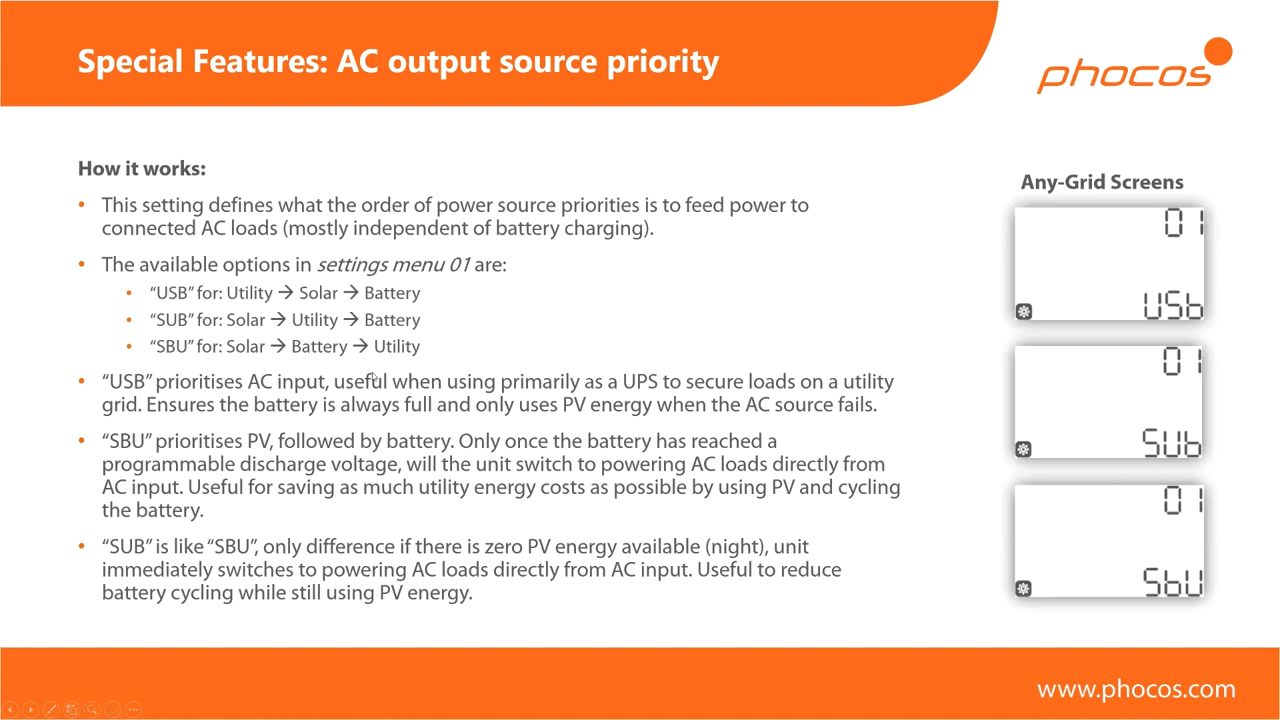 Special Features: AC output source priority
phocos
How it works:
• This setting defines what the order of power source priorities is to feed power to
connected AC loads (mostly independent of battery charging).
• The available options in settings menu 01 are:
• “USB” for: Utility → Solar → Battery
• “SUB” for: Solar → Utility → Battery
• “SBU” for: Solar → Battery → Utility
• “USB” prioritises AC input, useful when using primarily as a UPS to secure loads on a utility
grid. Ensures the battery is always full and only uses PV energy when the AC source fails.
• “SBU” prioritises PV, followed by battery. Only once the battery has reached a
programmable discharge voltage, will the unit switch to powering AC loads directly from
AC input. Useful for saving as much utility energy costs as possible by using PV and cycling
the battery.
• “SUB” is like “SBU”, only difference if there is zero PV energy available (night), unit
immediately switches to powering AC loads directly from AC input. Useful to reduce
battery cycling while still using PV energy.
Any-Grid Screens
01
USb
01
SUb
01
SbU
www.phocos.com